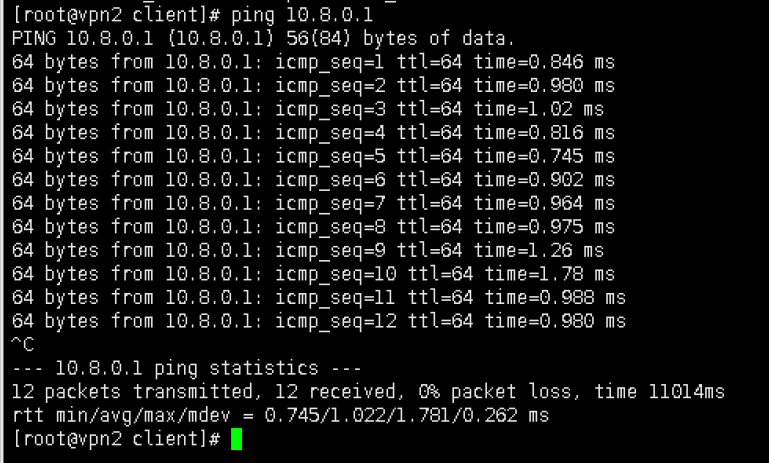 [root@vpn2 client]# ping 10.8.0.1
PING 10.8.0.1 (10.8.0.1) 56(84) bytes of data.
64 bytes from 10.8.0.1: icmp_seq=1 ttl=64 time=0.846 ms
64 bytes from 10.8.0.1: icmp_seq=2 ttl=64 time=0.980 ms
64 bytes from 10.8.0.1: icmp_seq=3 ttl=64 time=1.02 ms
64 bytes from 10.8.0.1: icmp_seq=4 ttl=64 time=0.816 ms
64 bytes from 10.8.0.1: icmp_seq=5 ttl=64 time=0.745 ms
64 bytes from 10.8.0.1: icmp_seq=6 ttl=64 time=0.902 ms
64 bytes from 10.8.0.1: icmp_seq=7 ttl=64 time=0.964 ms
64 bytes from 10.8.0.1: icmp_seq=8 ttl=64 time=0.975 ms
64 bytes from 10.8.0.1: icmp_seq=9 ttl=64 time=1.26 ms
64 bytes from 10.8.0.1: icmp_seq=10 ttl=64 time=1.78 ms
64 bytes from 10.8.0.1: icmp_seq=11 ttl=64 time=0.988 ms
64 bytes from 10.8.0.1: icmp_seq=12 ttl=64 time=0.980 ms
^C
--- 10.8.0.1 ping statistics ---
12 packets transmitted, 12 received, 0% packet loss, time 11014ms
rtt min/avg/max/mdev = 0.745/1.022/1.781/0.262 ms
[root@vpn2 client]#